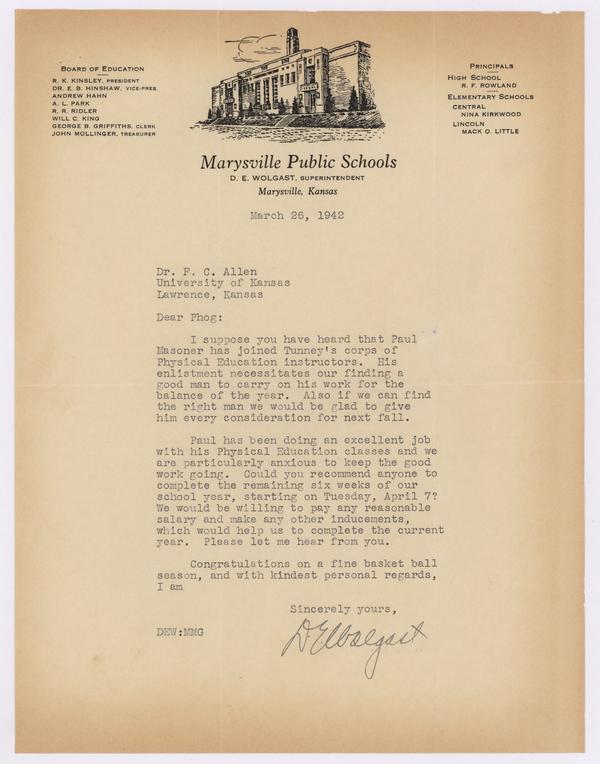 BOARD OF EDUCATION
R. K. KINSLEY, PRESIDENT
DR. E. B. HINSHAW, VICE-PRES.
ANDREW HAHN
A. L. PARK
R. R. RIDLER
WILL C. KING
GEORGE B. GRIFFITHS, CLERK
JOHN MOLLINGER, TREASURER
PRINCIPALS
HIGH SCHOOL
R. F. ROWLAND
ELEMENTARY SCHOOLS
CENTRAL
NINA KIRKWOOD
LINCOLN
MACK O. LITTLE
Marysville Public Schools
D. E. WOLGAST, SUPERINTENDENT
Marysville, Kansas
March 26, 1942
Dr. F. C. Allen
University of Kansas
Lawrence, Kansas
Dear Phog:
I suppose you have heard that Paul
Masoner has joined Tunney's corps of
Physical Education instructors. His
enlistment necessitates our finding a
good man to carry on his work for the
balance of the year. Also if we can find
the right man we would be glad to give
him every consideration for next fall.
Paul has been doing an excellent job
with his Physical Education classes and we
are particularly anxious to keep the good
work going. Could you recommend anyone to
complete the remaining six weeks of our
school year, starting on Tuesday, April 7?
We would be willing to pay any reasonable
salary and make any other inducements,
which would help us to complete the current
year. Please let me hear from you.
Congratulations on a fine basket ball
season, and with kindest personal regards,
I am
Sincerely yours,
DEW:MMG
D E Wolgast